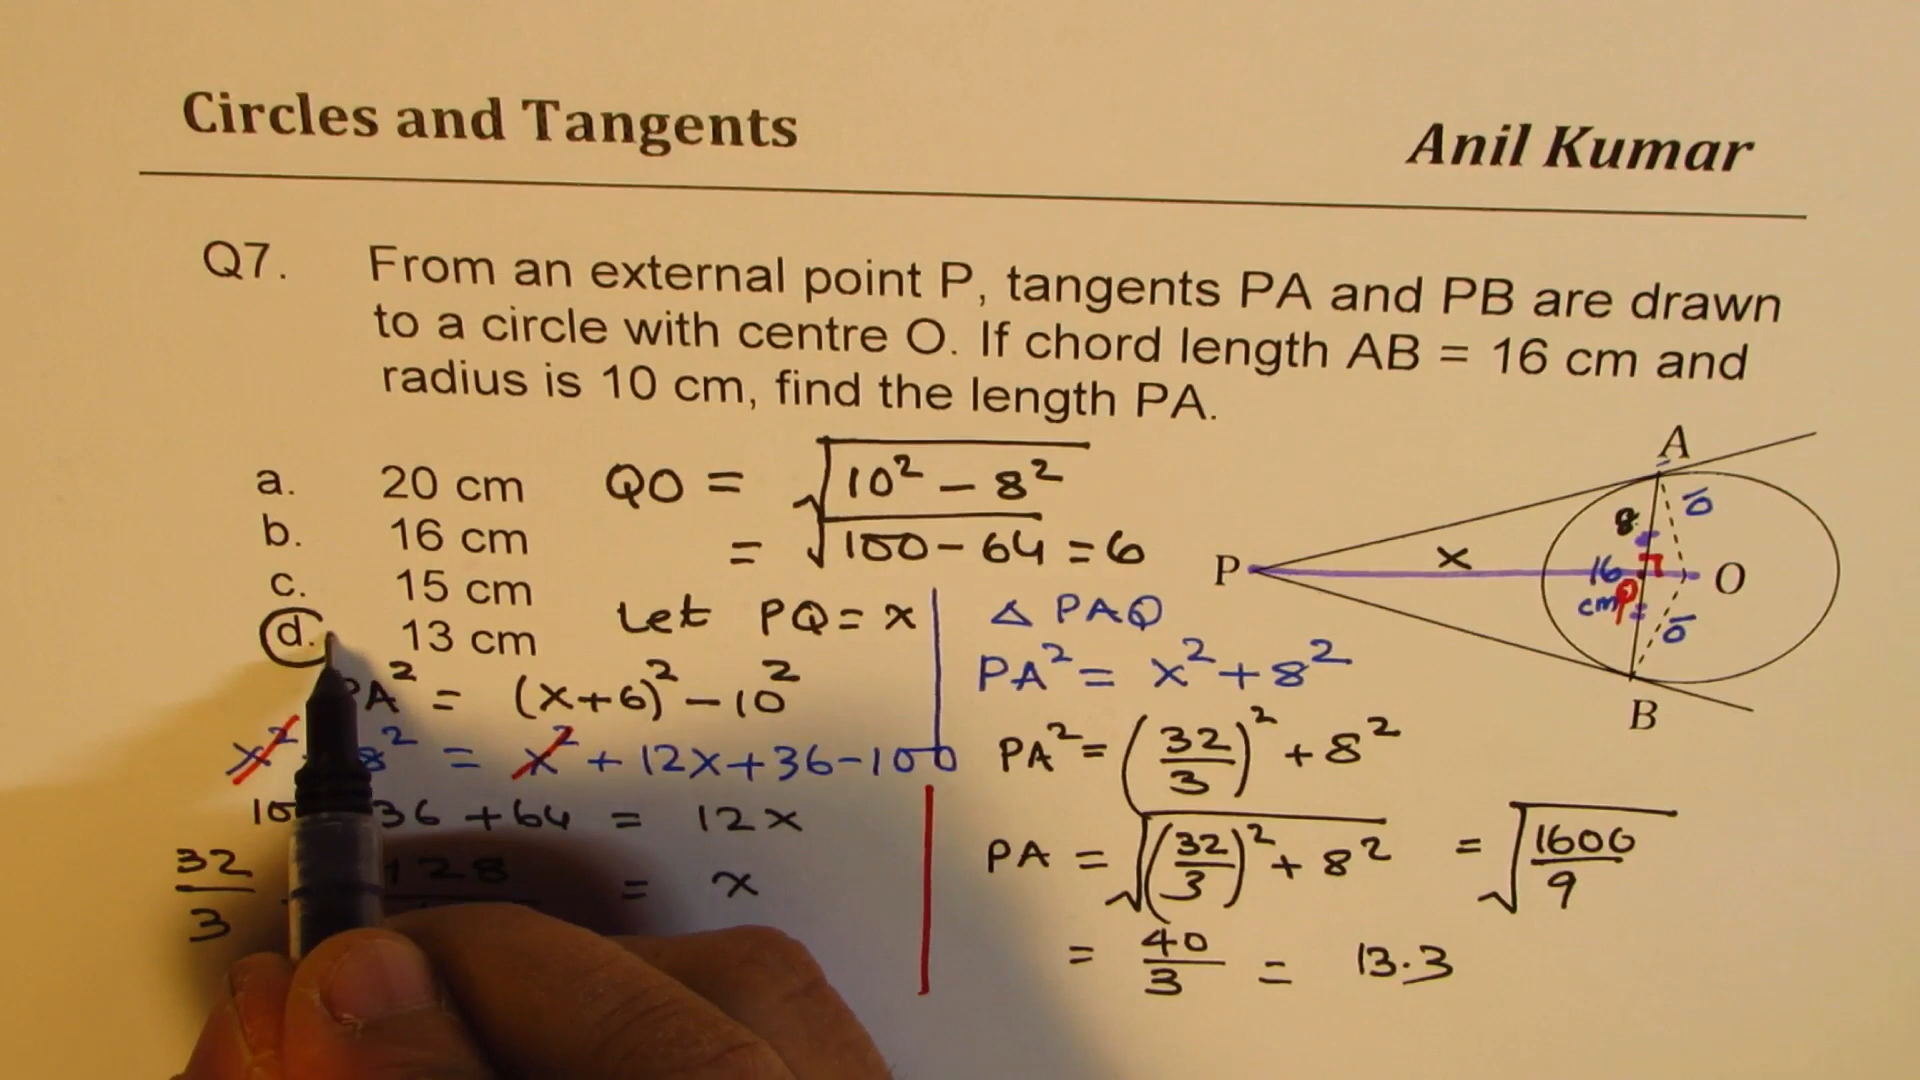 Circles and Tangents
Anil Kumar
Q7. From an external point P, tangents PA and PB are drawn
to a circle with centre O. If chord length AB = 16 cm and
radius is 10 cm, find the length PA.
a. 20 cm
b. 16 cm
c. 15 cm
d. 13 cm
QO = √(10² – 8²)
= √(100 – 64) = 6
Let PQ = x
PA² = (x+6)² – 10²
x² 8² = x² + 12x + 36 – 100
36 + 64 = 12x
32/3 128 = x
△ PAQ
PA² = x² + 8²
PA² = (32/3)² + 8²
PA = √((32/3)² + 8²) = √(1600/9)
= 40/3 = 13.3
A
8
10
P
x
16
cm
Q
O
10
B